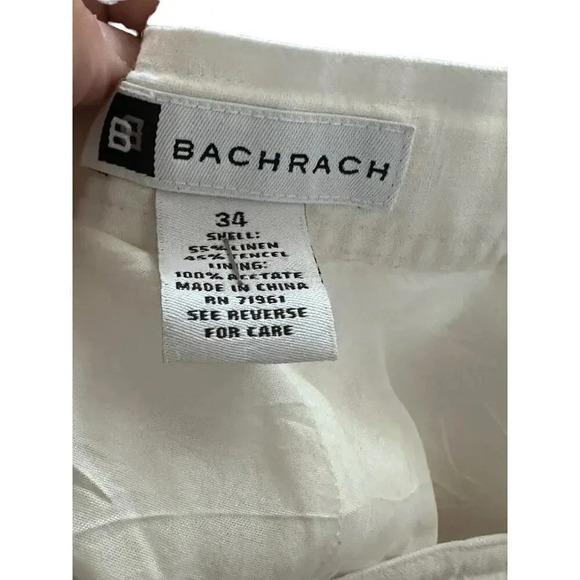 B BACHRACH
34
SHELL:
55% LINEN
45% TENCEL
LINING:
100% ACETATE
MADE IN CHINA
RN 71961
SEE REVERSE
FOR CARE